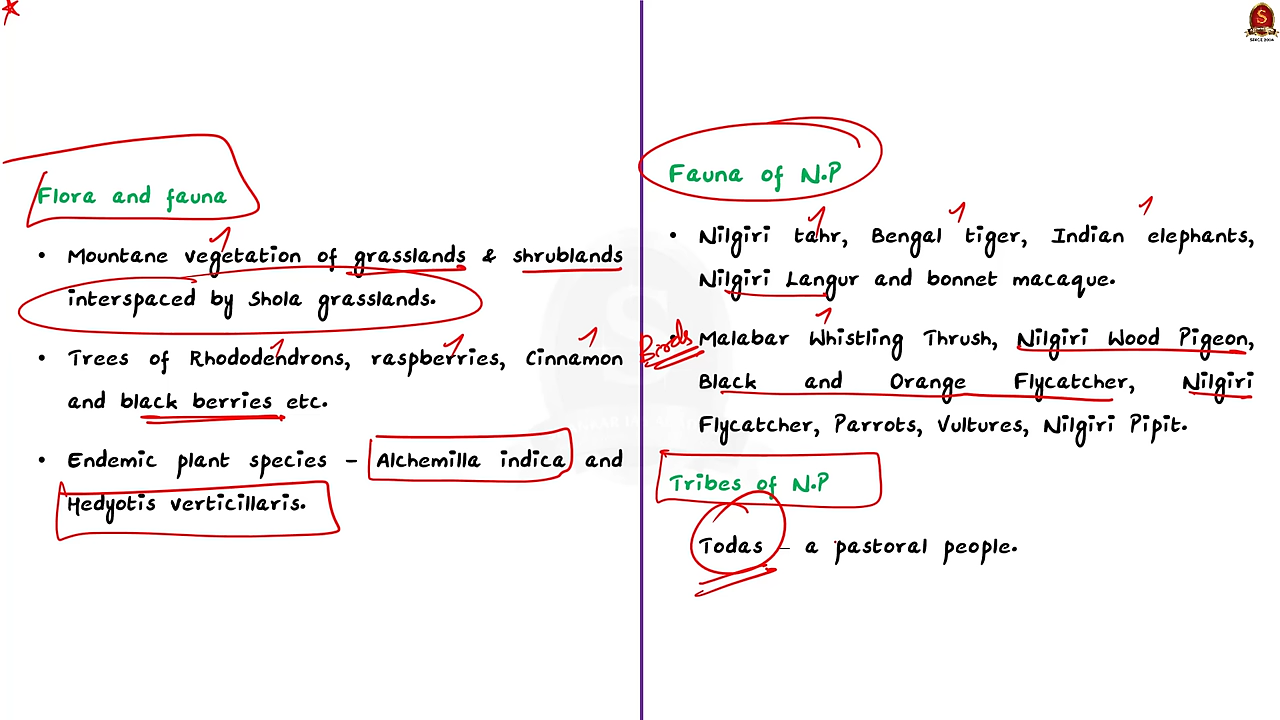 Flora and fauna
• Mountane vegetation of grasslands & shrublands
interspaced by Shola grasslands.
• Trees of Rhododendrons, raspberries, Cinnamon
and black berries etc.
• Endemic plant species – Alchemilla indica and
Hedyotis verticillaris.
Fauna of N.P
• Nilgiri tahr, Bengal tiger, Indian elephants,
Nilgiri Langur and bonnet macaque.
Birds Malabar Whistling Thrush, Nilgiri Wood Pigeon,
Black and Orange Flycatcher, Nilgiri
Flycatcher, Parrots, Vultures, Nilgiri Pipit.
Tribes of N.P
Todas – a pastoral people.
S
SINCE 2014